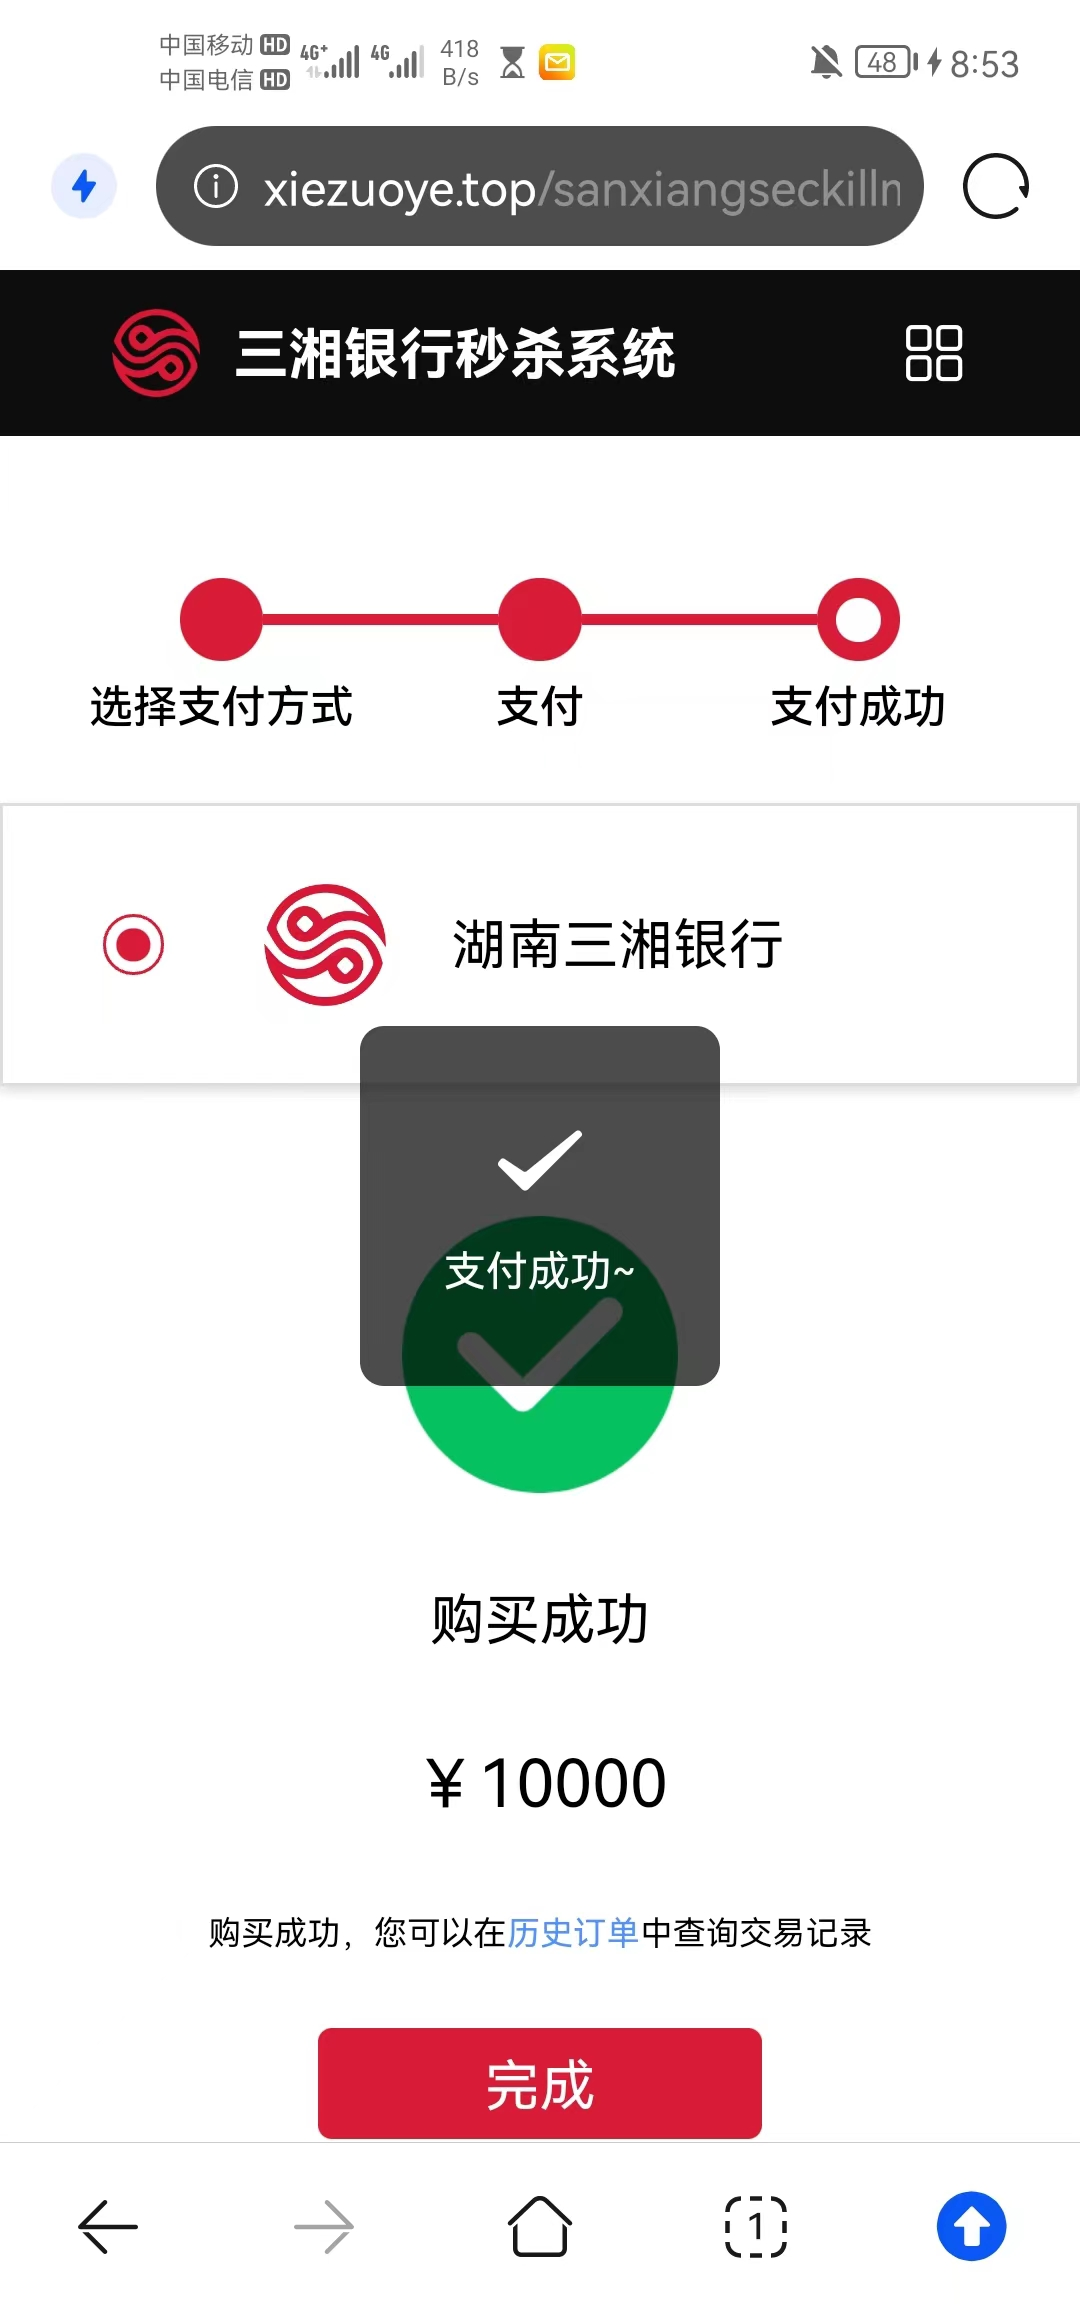 中国移动 HD 4G+ 4G 418 48 8:53
中国电信 HD B/s
xiezuoye.top/sanxiangseckilln
三湘银行秒杀系统
选择支付方式 支付 支付成功
湖南三湘银行
支付成功~
购买成功
￥10000
购买成功，您可以在历史订单中查询交易记录
完成
1